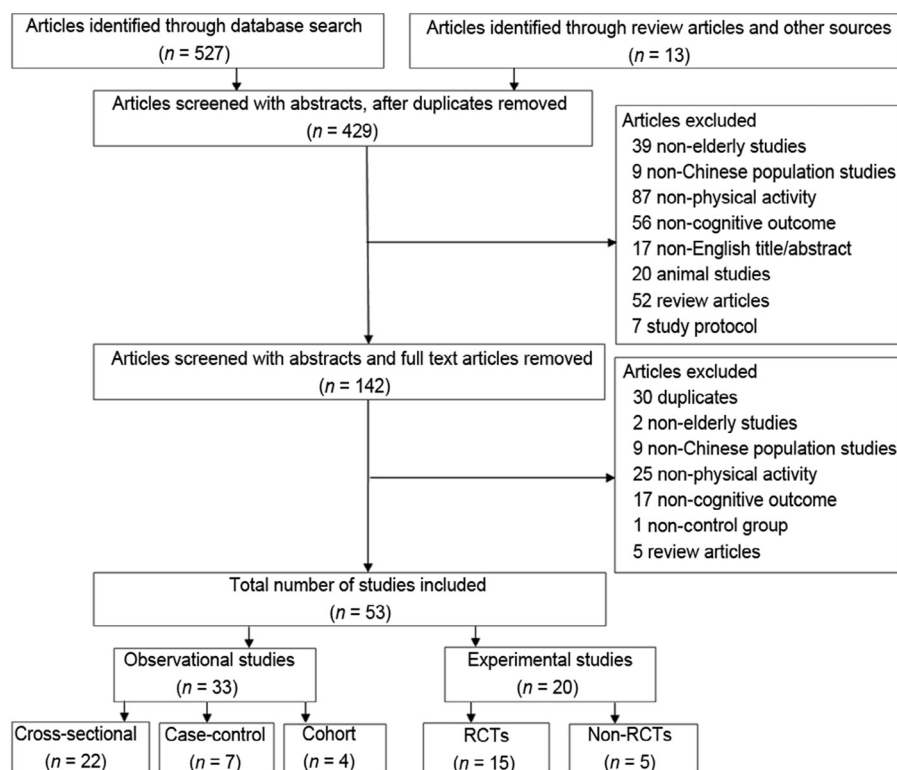 Articles identified through database search
(n = 527)
Articles identified through review articles and other sources
(n = 13)
Articles screened with abstracts, after duplicates removed
(n = 429)
Articles excluded
39 non-elderly studies
9 non-Chinese population studies
87 non-physical activity
56 non-cognitive outcome
17 non-English title/abstract
20 animal studies
52 review articles
7 study protocol
Articles screened with abstracts and full text articles removed
(n = 142)
Articles excluded
30 duplicates
2 non-elderly studies
9 non-Chinese population studies
25 non-physical activity
17 non-cognitive outcome
1 non-control group
5 review articles
Total number of studies included
(n = 53)
Observational studies
(n = 33)
Experimental studies
(n = 20)
Cross-sectional
(n = 22)
Case-control
(n = 7)
Cohort
(n = 4)
RCTs
(n = 15)
Non-RCTs
(n = 5)